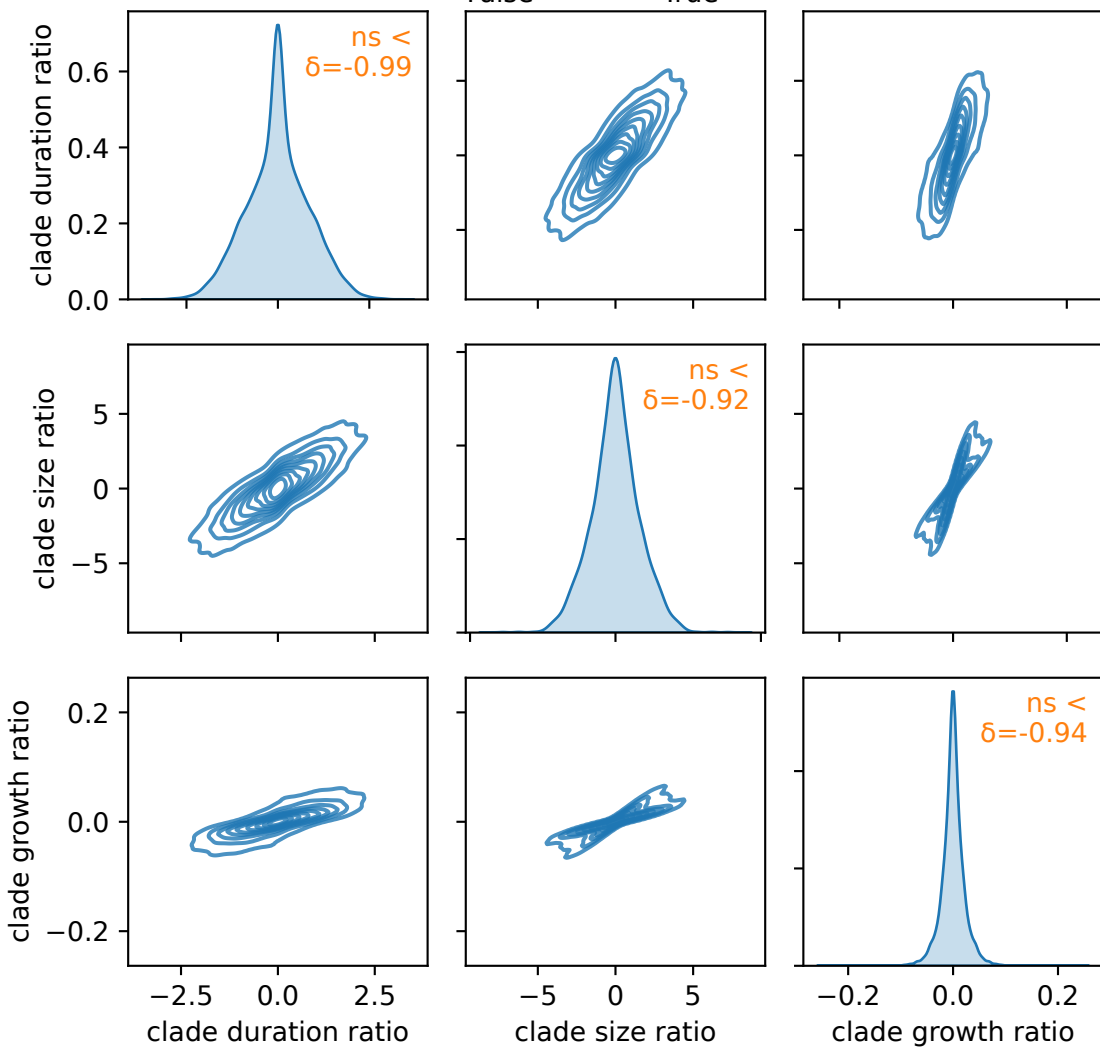 clade duration ratio
0.6
0.4
0.2
0.0
ns <
δ=-0.99
clade size ratio
5
0
−5
ns <
δ=-0.92
clade growth ratio
0.2
0.0
−0.2
ns <
δ=-0.94
−2.5 0.0 2.5
clade duration ratio
−5 0 5
clade size ratio
−0.2 0.0 0.2
clade growth ratio